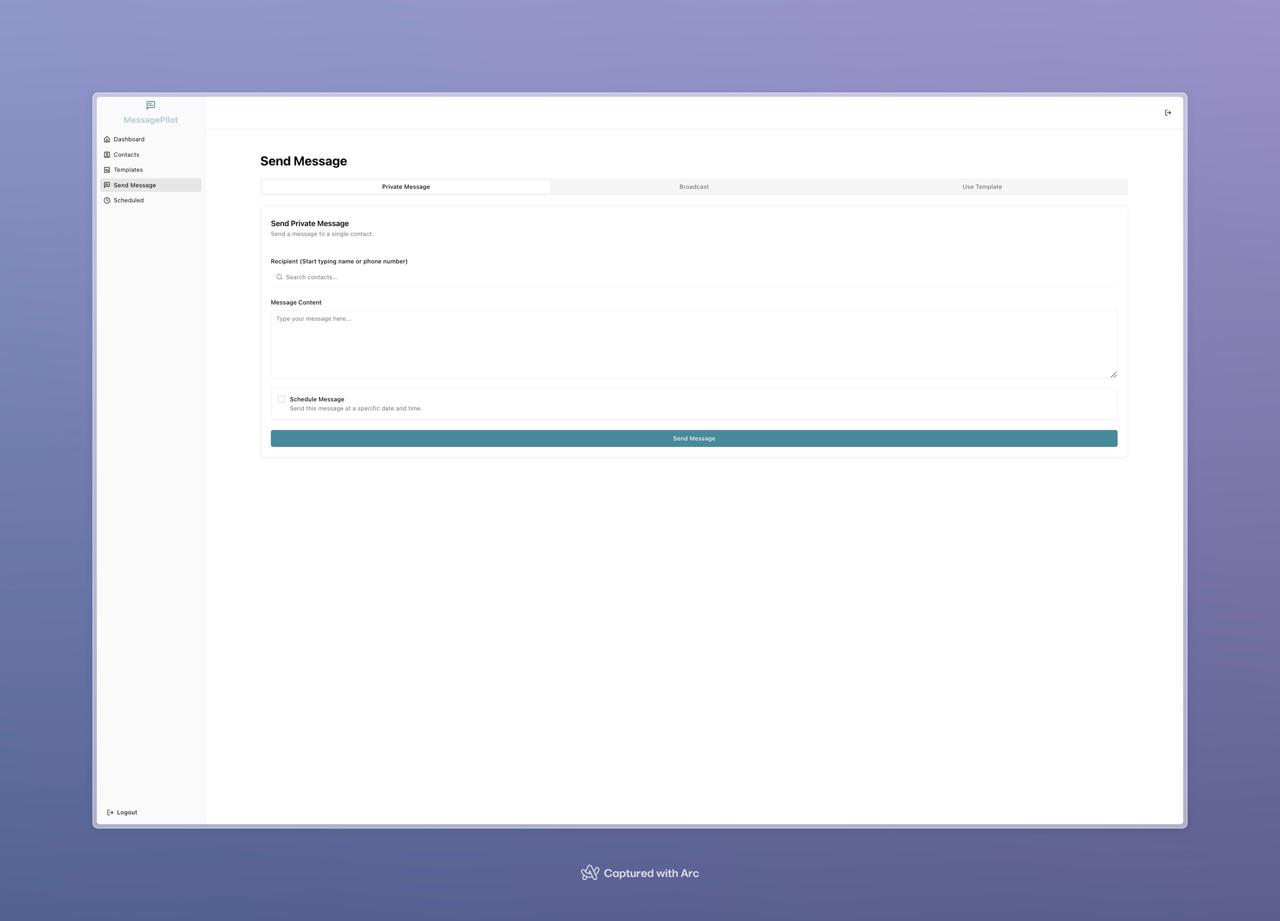 MessagePilot
Dashboard
Contacts
Templates
Send Message
Scheduled
Logout
Send Message
Private Message
Broadcast
Use Template
Send Private Message
Send a message to a single contact.
Recipient (Start typing name or phone number)
Search contacts...
Message Content
Type your message here...
Schedule Message
Send this message at a specific date and time.
Send Message
Captured with Arc